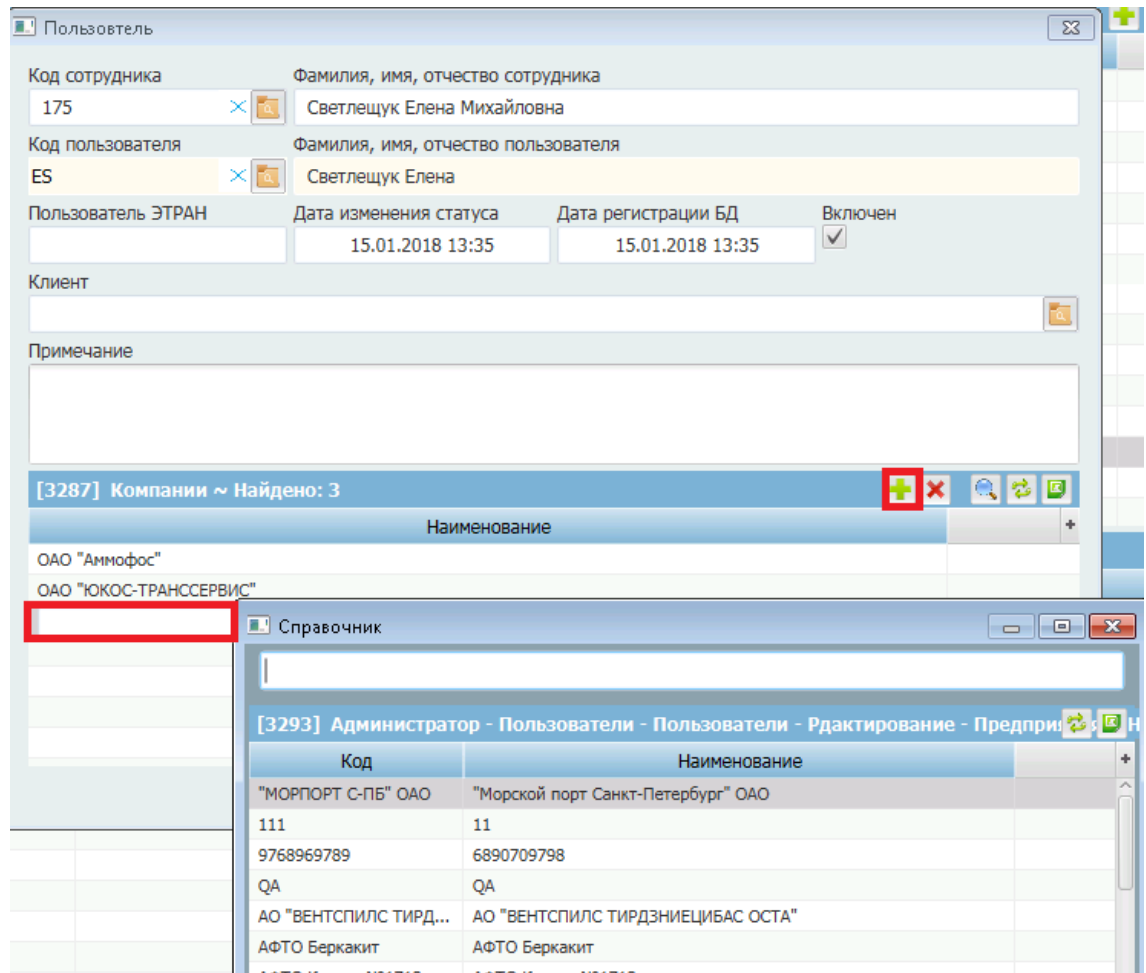 Пользовтель
Код сотрудника Фамилия, имя, отчество сотрудника
175 Светлещук Елена Михайловна
Код пользователя Фамилия, имя, отчество пользователя
ES Светлещук Елена
Пользователь ЭТРАН Дата изменения статуса Дата регистрации БД Включен
15.01.2018 13:35 15.01.2018 13:35
Клиент
Примечание
[3287] Компании ~ Найдено: 3
Наименование
ОАО "Аммофос"
ОАО "ЮКОС-ТРАНССЕРВИС"
Справочник
[3293] Администратор - Пользователи - Пользователи - Рдактирование - Предпри
Код Наименование
"МОРПОРТ С-ПБ" ОАО "Морской порт Санкт-Петербург" ОАО
111 11
9768969789 6890709798
QA QA
АО "ВЕНТСПИЛС ТИРД... АО "ВЕНТСПИЛС ТИРДЗНИЕЦИБАС ОСТА"
АФТО Беркакит АФТО Беркакит